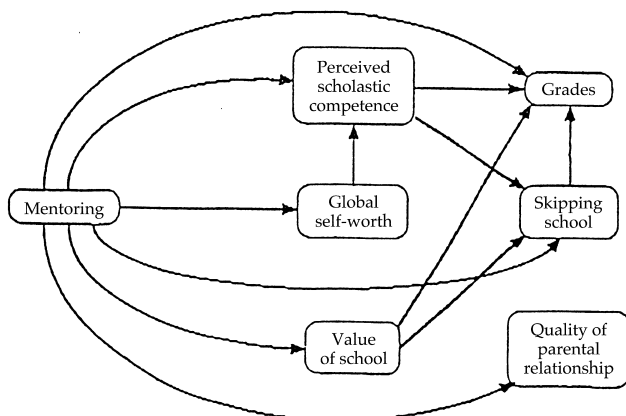 Perceived
scholastic
competence
Grades
Mentoring
Global
self-worth
Skipping
school
Value
of school
Quality of
parental
relationship